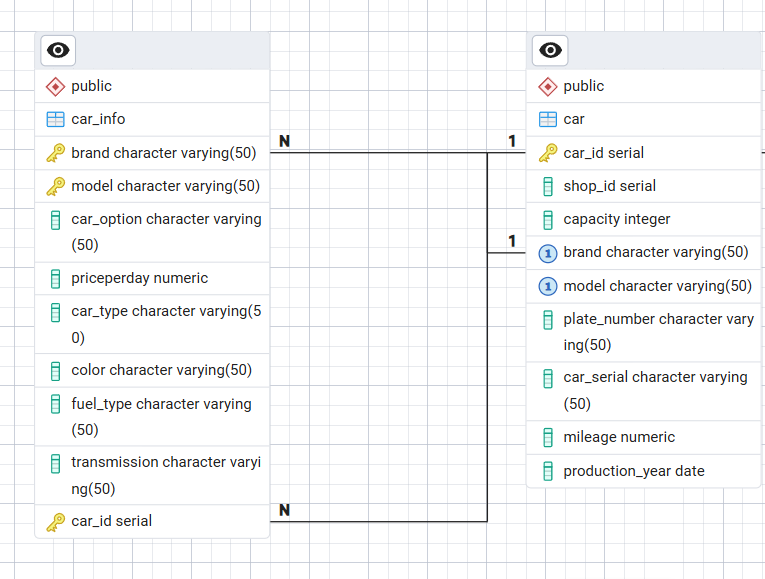 public
car_info
brand character varying(50)
model character varying(50)
car_option character varying
(50)
priceperday numeric
car_type character varying(5
0)
color character varying(50)
fuel_type character varying
(50)
transmission character varyi
ng(50)
car_id serial
N
N
1
1
public
car
car_id serial
shop_id serial
capacity integer
1 brand character varying(50)
1 model character varying(50)
plate_number character vary
ing(50)
car_serial character varying
(50)
mileage numeric
production_year date